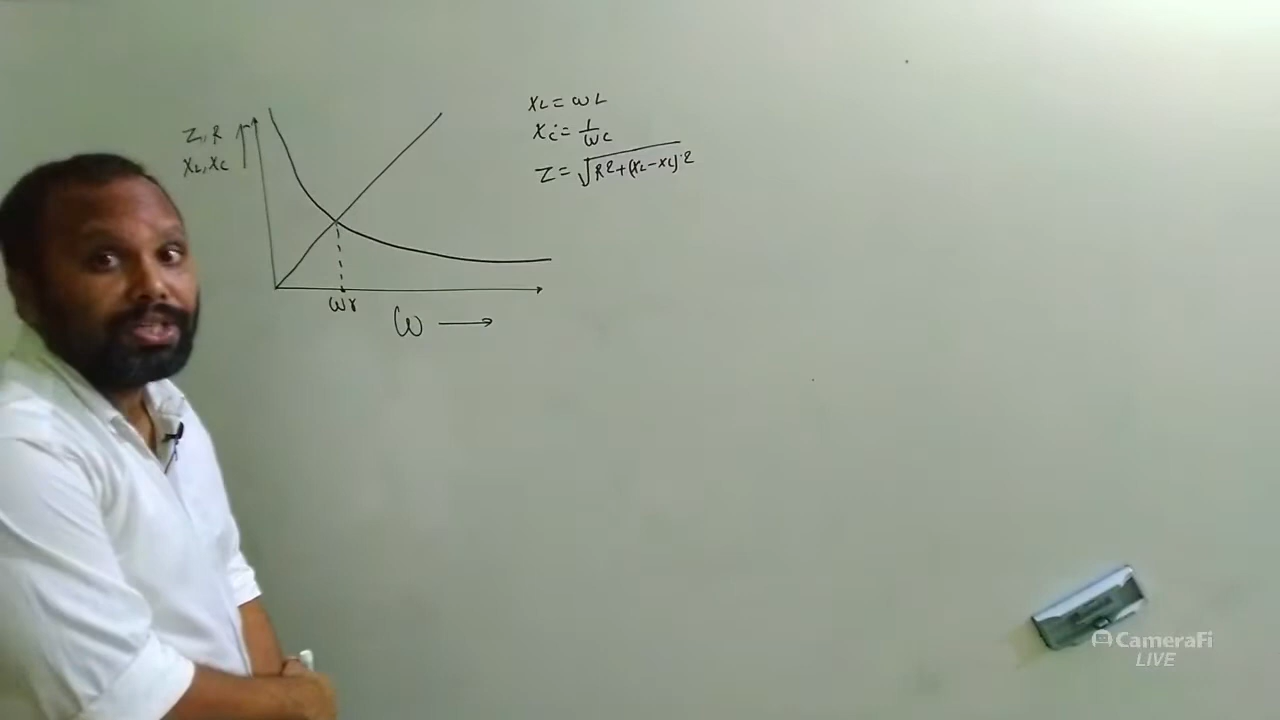 Z, R
XL, XC
ωr
ω
XL = ωL
XC = 1/ωC
Z = √R²+(XL-XC)²
CameraFi
LIVE